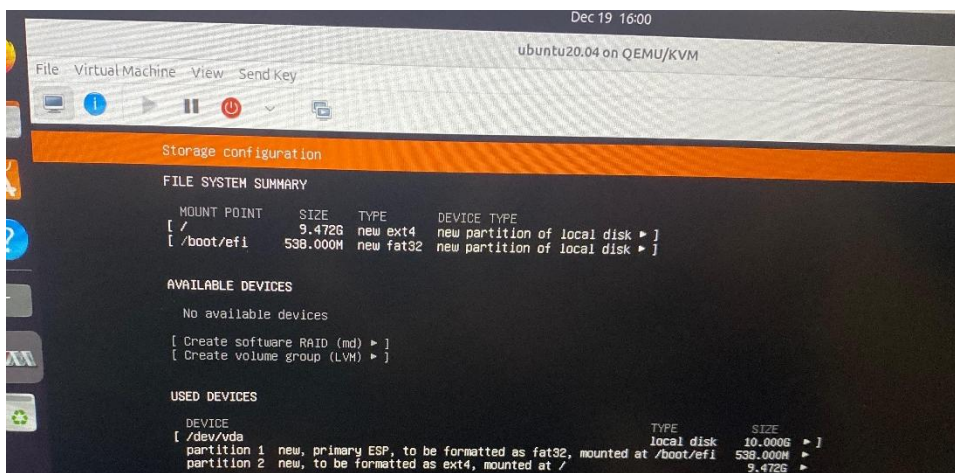 Dec 19 16:00
ubuntu20.04 on QEMU/KVM
File Virtual Machine View Send Key
Storage configuration
FILE SYSTEM SUMMARY
MOUNT POINT SIZE TYPE DEVICE TYPE
[ / 9.472G new ext4 new partition of local disk ▸ ]
[ /boot/efi 538.000M new fat32 new partition of local disk ▸ ]
AVAILABLE DEVICES
No available devices
[ Create software RAID (md) ▸ ]
[ Create volume group (LVM) ▸ ]
USED DEVICES
DEVICE TYPE SIZE
[ /dev/vda local disk 10.000G ▸ ]
partition 1 new, primary ESP, to be formatted as fat32, mounted at /boot/efi 538.000M ▸
partition 2 new, to be formatted as ext4, mounted at / 9.472G ▸